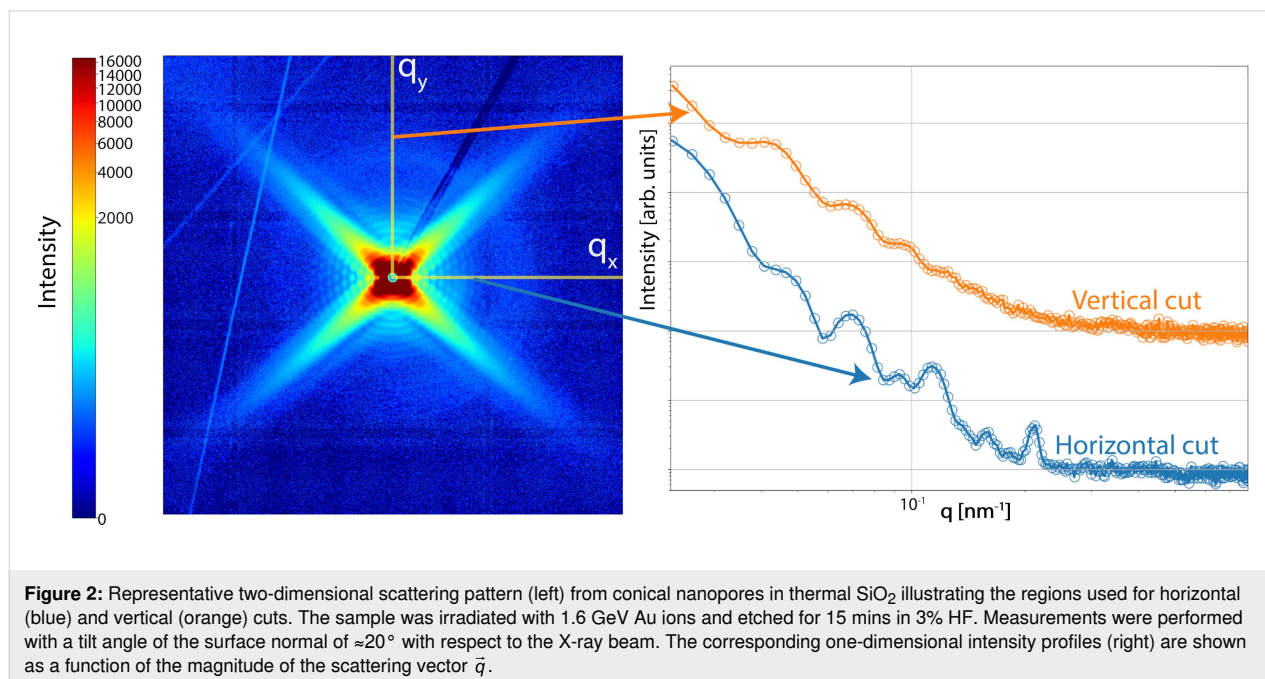 16000
14000
12000
10000
8000
6000
4000
2000
0
Intensity
q_y
q_x
Intensity [arb. units]
Vertical cut
Horizontal cut
10⁻¹
q [nm⁻¹]
Figure 2: Representative two-dimensional scattering pattern (left) from conical nanopores in thermal SiO₂ illustrating the regions used for horizontal
(blue) and vertical (orange) cuts. The sample was irradiated with 1.6 GeV Au ions and etched for 15 mins in 3% HF. Measurements were performed
with a tilt angle of the surface normal of ≈20° with respect to the X-ray beam. The corresponding one-dimensional intensity profiles (right) are shown
as a function of the magnitude of the scattering vector q⃗.